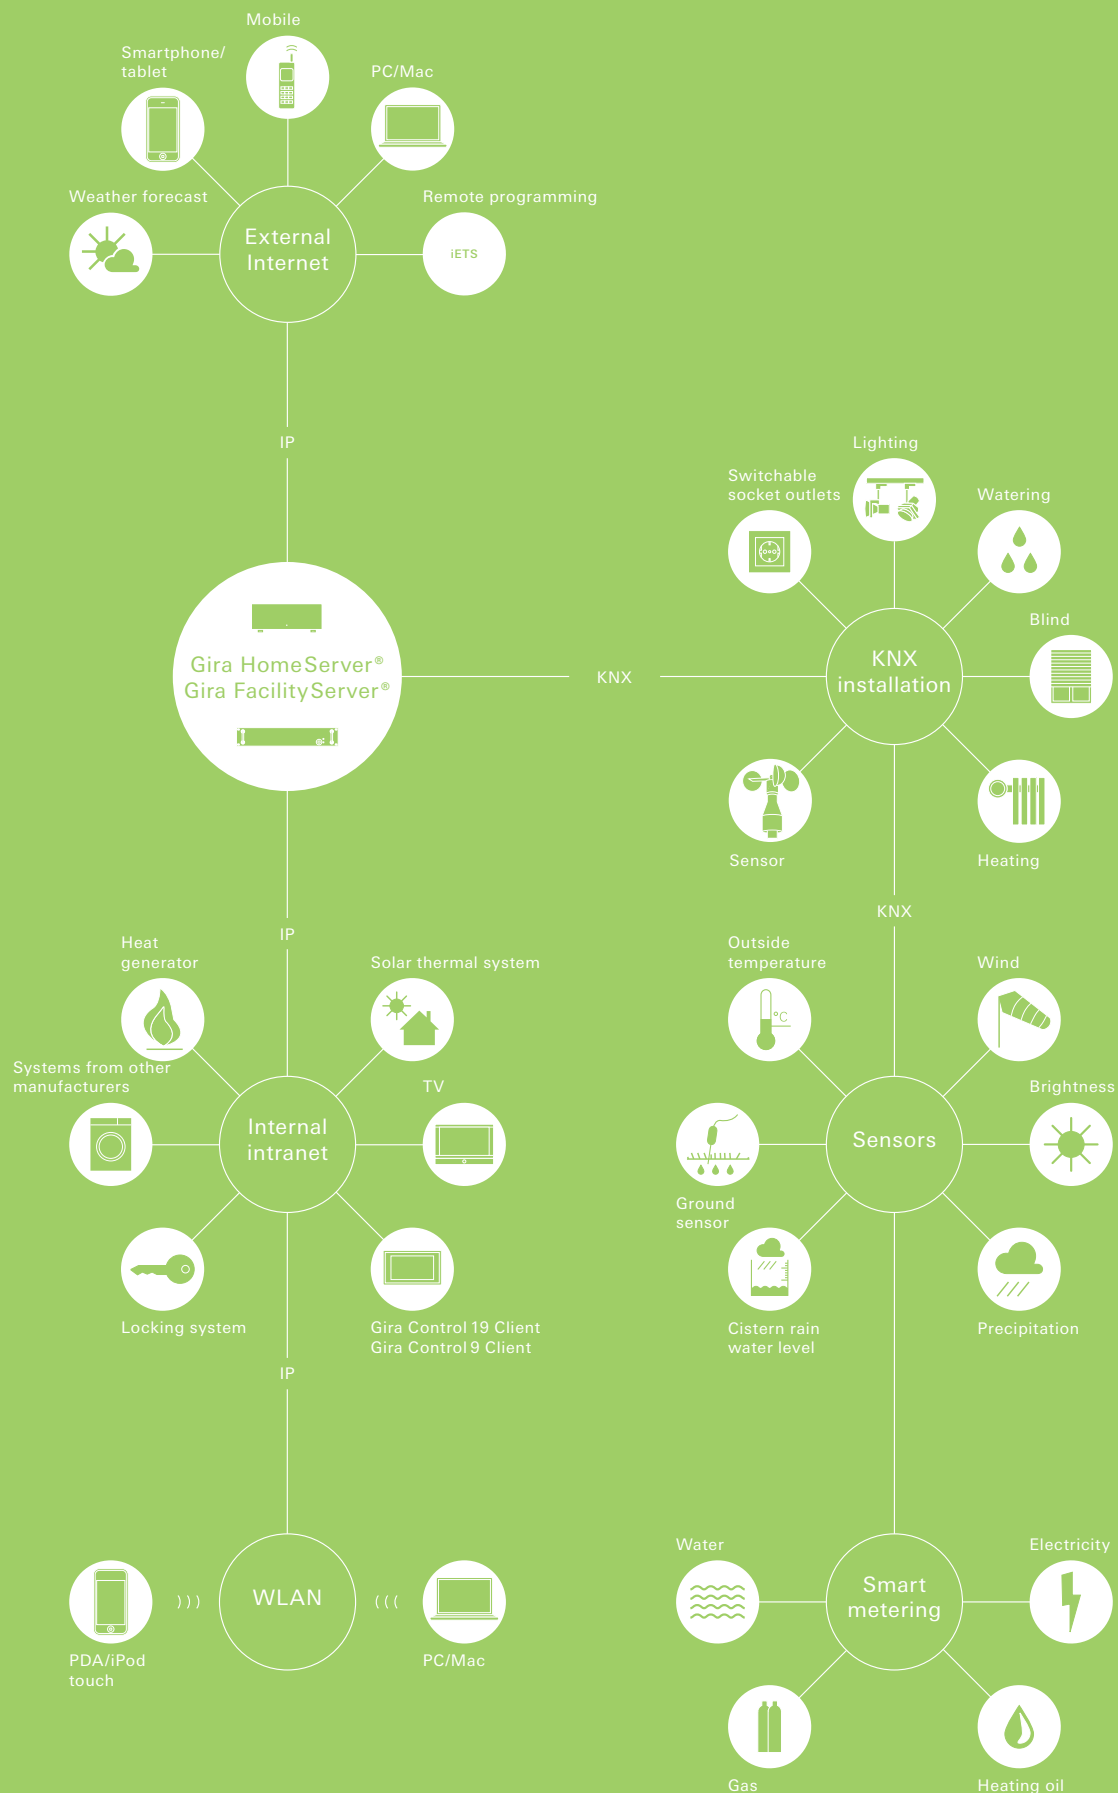 Mobile
Smartphone/
tablet
PC/Mac
Weather forecast
Remote programming
External
Internet
iETS
IP
Lighting
Switchable
socket outlets
Watering
Blind
Gira HomeServer®
Gira FacilityServer®
KNX
KNX
installation
Sensor
Heating
KNX
IP
Heat
generator
Solar thermal system
Outside
temperature
Wind
°C
Systems from other
manufacturers
TV
Brightness
Internal
intranet
Sensors
Ground
sensor
Locking system
Gira Control 19 Client
Gira Control 9 Client
Cistern rain
water level
Precipitation
IP
Water
Electricity
WLAN
Smart
metering
PDA/iPod
touch
PC/Mac
Gas
Heating oil